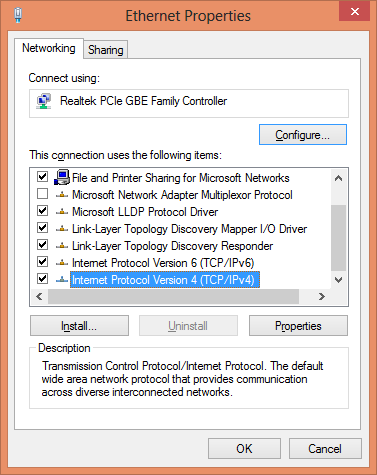 Ethernet Properties
Networking
Sharing
Connect using:
Realtek PCIe GBE Family Controller
Configure...
This connection uses the following items:
File and Printer Sharing for Microsoft Networks
Microsoft Network Adapter Multiplexor Protocol
Microsoft LLDP Protocol Driver
Link-Layer Topology Discovery Mapper I/O Driver
Link-Layer Topology Discovery Responder
Internet Protocol Version 6 (TCP/IPv6)
Internet Protocol Version 4 (TCP/IPv4)
Install...
Uninstall
Properties
Description
Transmission Control Protocol/Internet Protocol. The default
wide area network protocol that provides communication
across diverse interconnected networks.
OK
Cancel